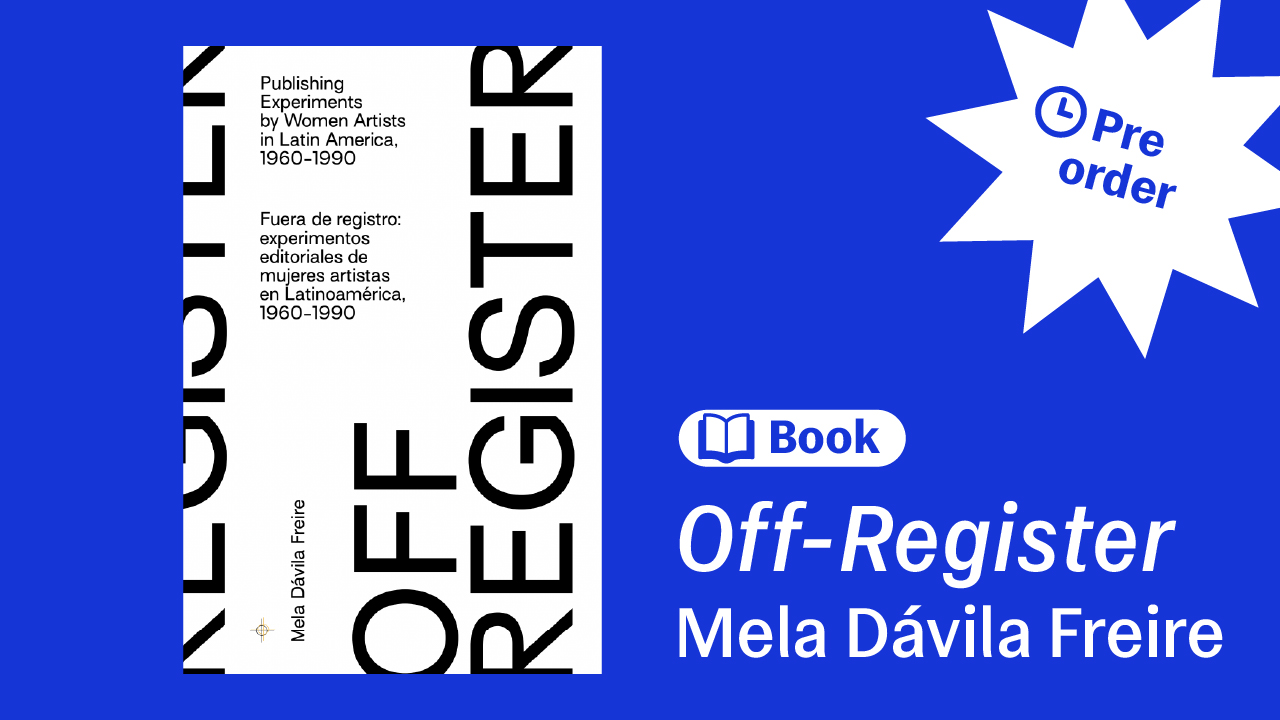 Publishing
Experiments
by Women Artists
in Latin America,
1960–1990
Fuera de registro:
experimentos
editoriales de
mujeres artistas
en Latinoamérica,
1960–1990
Mela Dávila Freire
OFF
REGISTER
REGISTER
Pre
order
Book
Off-Register
Mela Dávila Freire